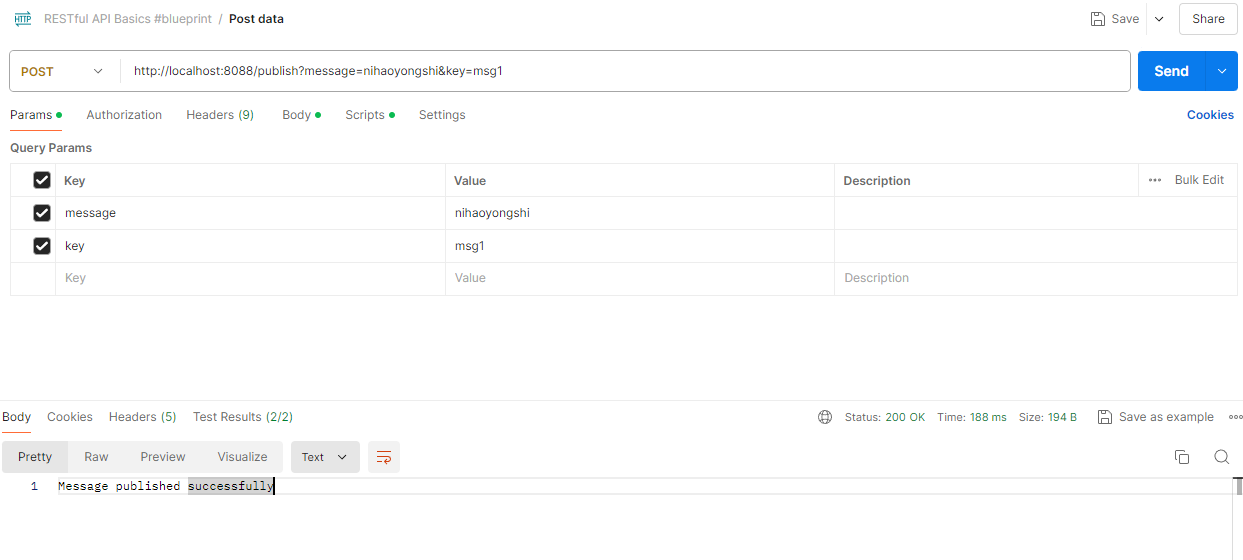 HTTP RESTful API Basics #blueprint / Post data Save Share
POST http://localhost:8088/publish?message=nihaoyongshi&key=msg1 Send
Params Authorization Headers (9) Body Scripts Settings Cookies
Query Params
Key Value Description Bulk Edit
message nihaoyongshi
key msg1
Key Value Description
Body Cookies Headers (5) Test Results (2/2) Status: 200 OK Time: 188 ms Size: 194 B Save as example
Pretty Raw Preview Visualize Text
1 Message published successfully